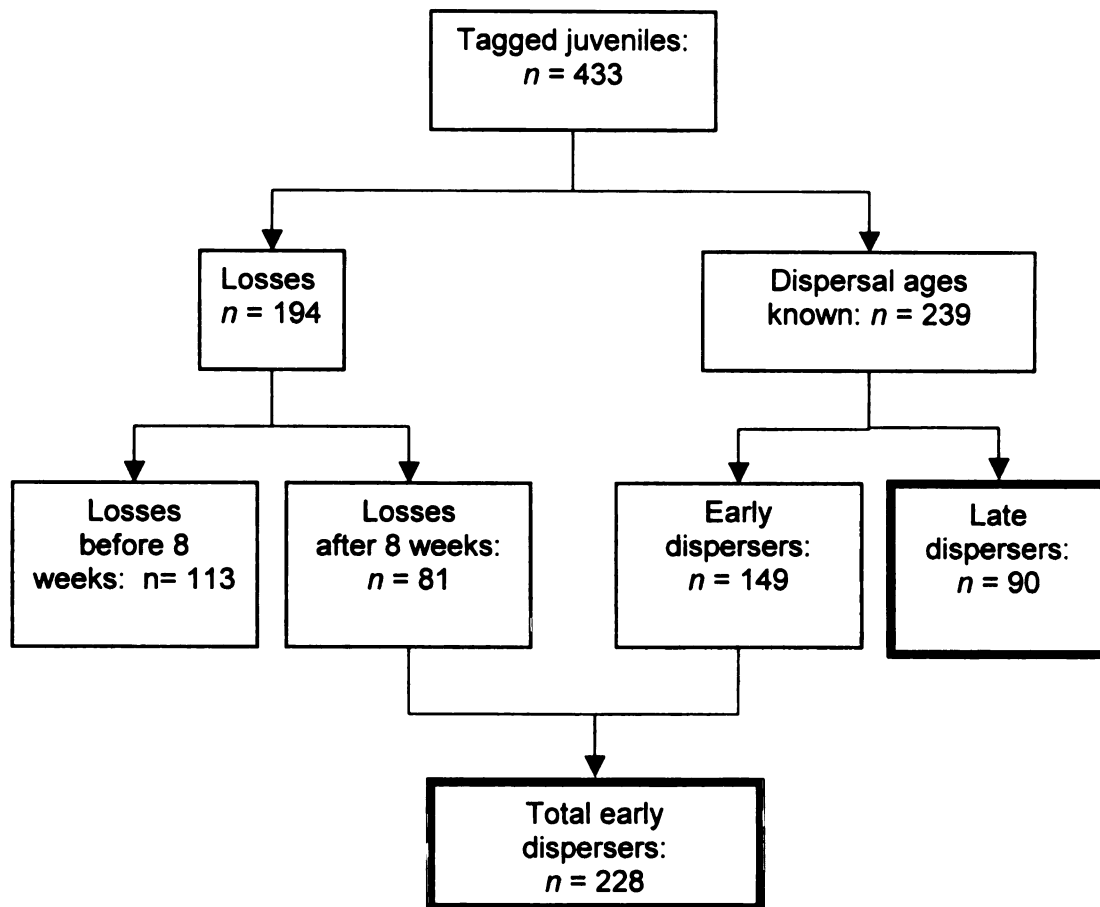 Tagged juveniles:
n = 433
Losses
n = 194
Dispersal ages
known: n = 239
Losses
before 8
weeks: n= 113
Losses
after 8 weeks:
n = 81
Early
dispersers:
n = 149
Late
dispersers:
n = 90
Total early
dispersers:
n = 228